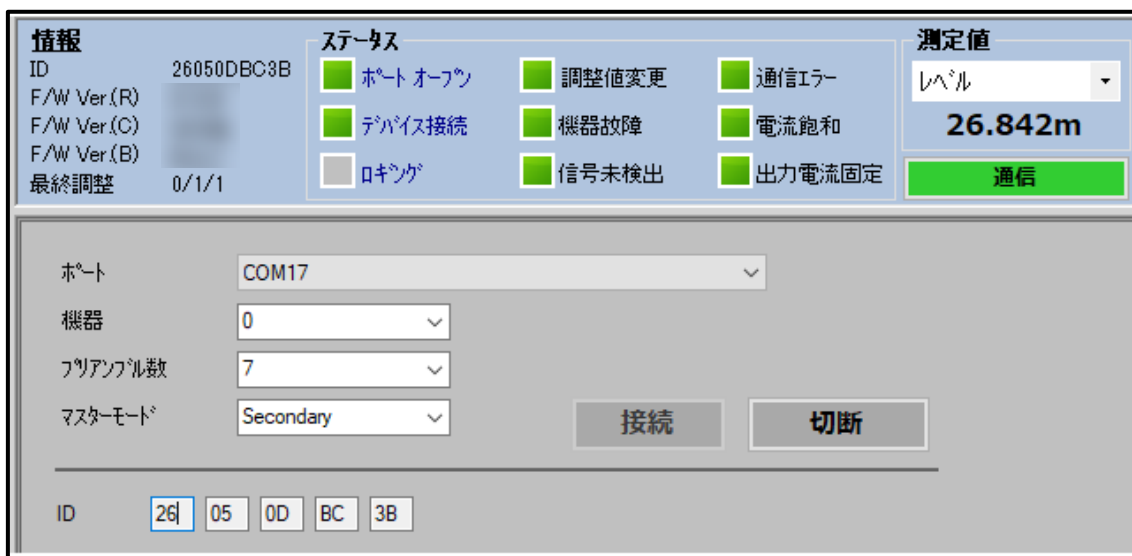 情報
ID 26050DBC3B
F/W Ver.(R)
F/W Ver.(C)
F/W Ver.(B)
最終調整 0/1/1
ステータス
ポート オープン 調整値変更 通信エラー
デバイス接続 機器故障 電流飽和
ロギング 信号未検出 出力電流固定
測定値
レベル
26.842m
通信
ポート COM17
機器 0
プリアンブル数 7
マスターモード Secondary
接続 切断
ID 26 05 0D BC 3B